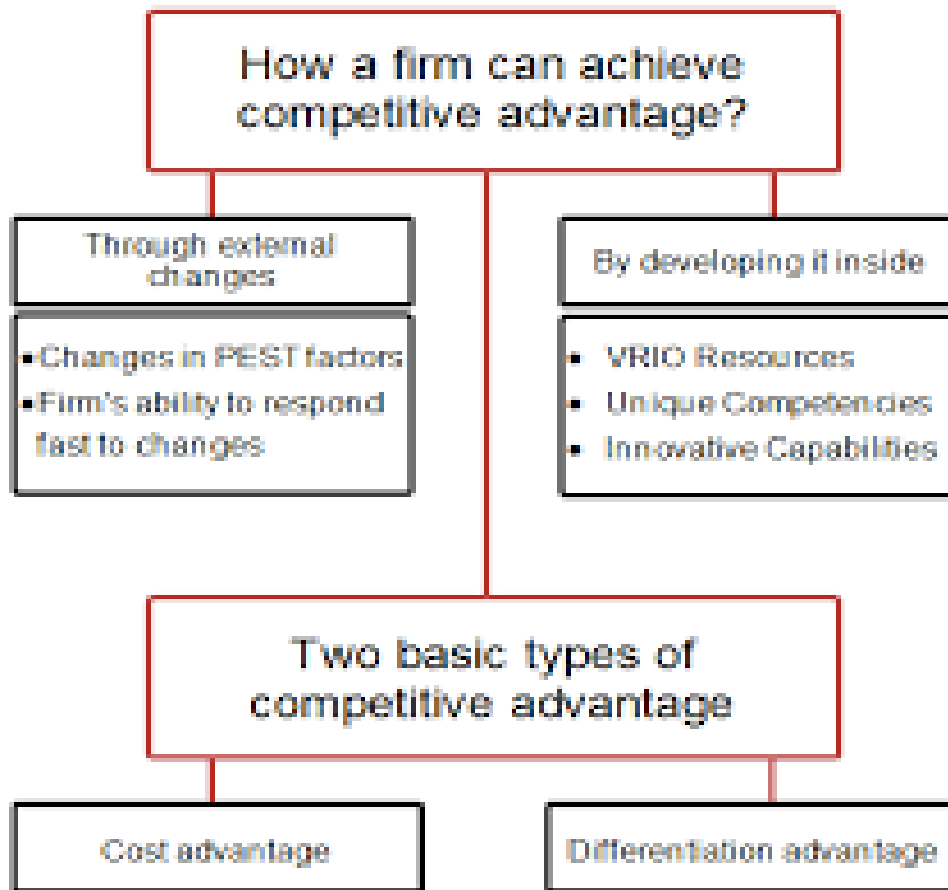 How a firm can achieve
competitive advantage?
Through external
changes
By developing it inside
•Changes in PEST factors
•Firm's ability to respond
fast to changes
• VRIO Resources
• Unique Competencies
• Innovative Capabilities
Two basic types of
competitive advantage
Cost advantage
Differentiation advantage